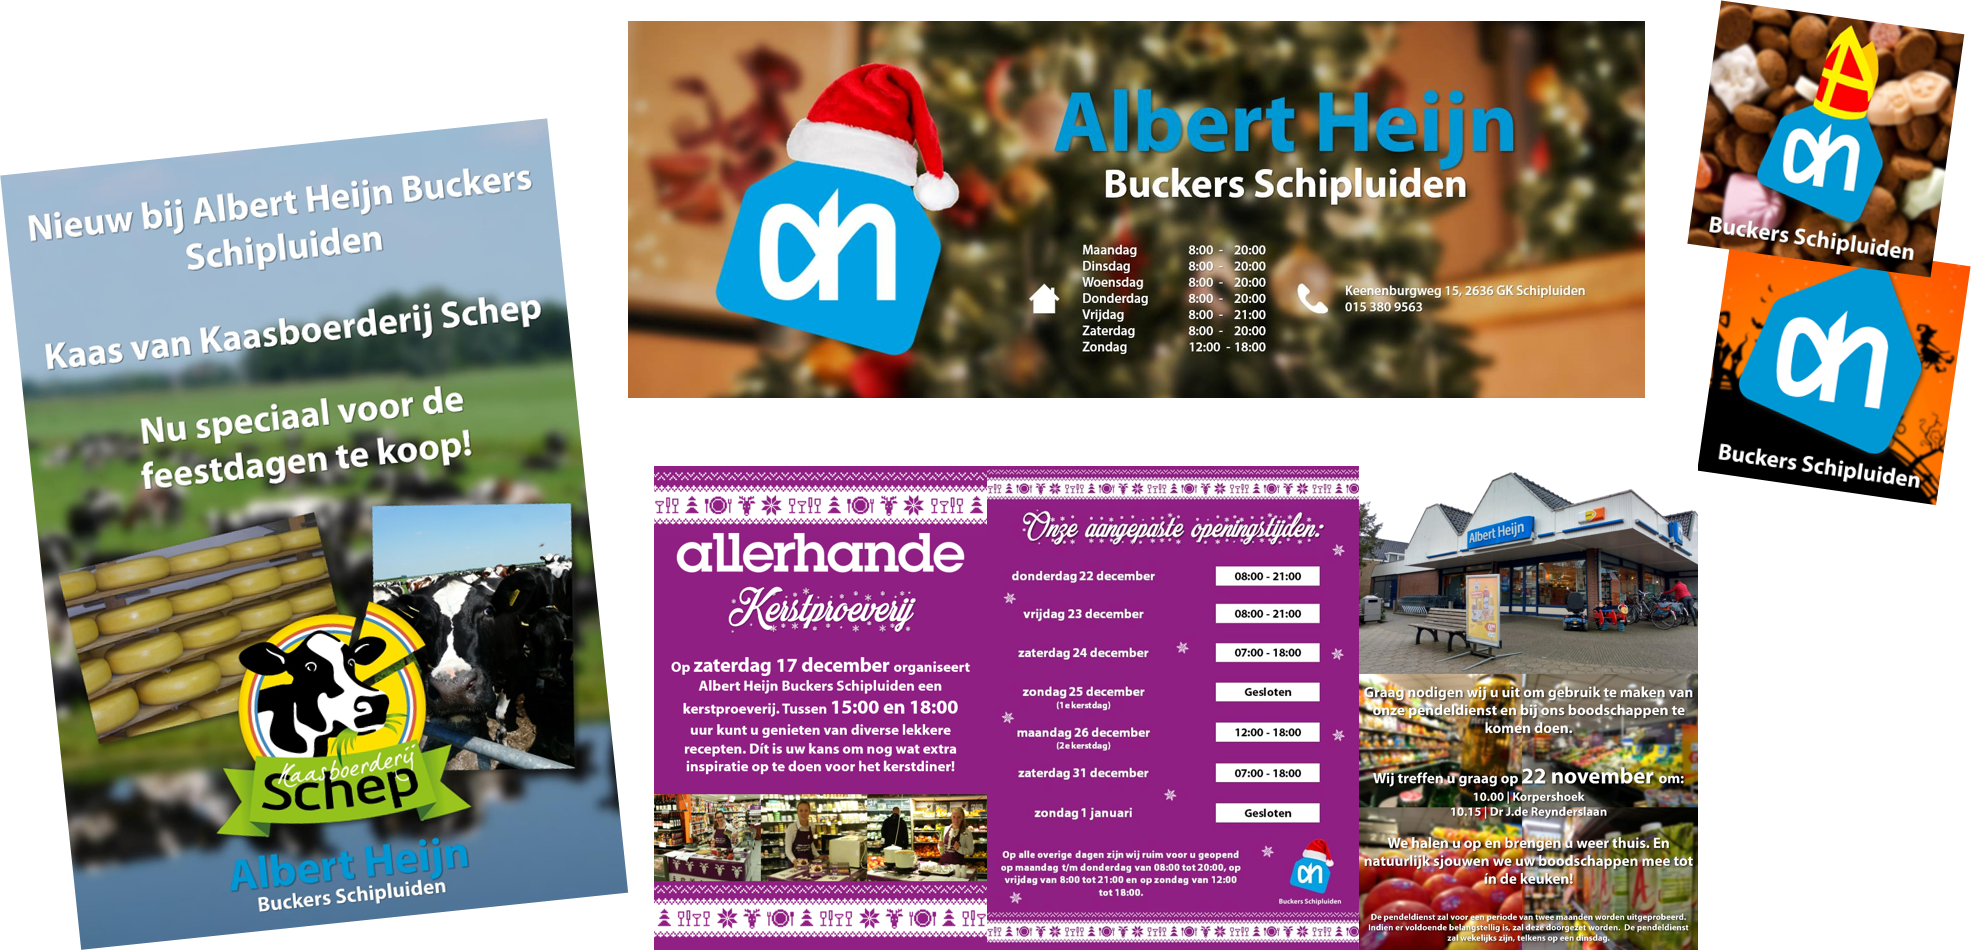 Nieuw bij Albert Heijn Buckers
Schipluiden
Kaas van Kaasboerderij Schep
Nu speciaal voor de
feestdagen te koop!
Kaasboerderij
Schep
Albert Heijn
Buckers Schipluiden
Albert Heijn
Buckers Schipluiden
Maandag 8:00 - 20:00
Dinsdag 8:00 - 20:00
Woensdag 8:00 - 20:00
Donderdag 8:00 - 20:00
Vrijdag 8:00 - 21:00
Zaterdag 8:00 - 20:00
Zondag 12:00 - 18:00
Keenenburgweg 15, 2636 GK Schipluiden
015 380 9563
Buckers Schipluiden
Buckers Schipluiden
allerhande
Kerstproeverij
Op zaterdag 17 december organiseert
Albert Heijn Buckers Schipluiden een
kerstproeverij. Tussen 15:00 en 18:00
uur kunt u genieten van diverse lekkere
recepten. Dít is uw kans om nog wat extra
inspiratie op te doen voor het kerstdiner!
Onze aangepaste openingstijden:
donderdag 22 december 08:00 - 21:00
vrijdag 23 december 08:00 - 21:00
zaterdag 24 december 07:00 - 18:00
zondag 25 december Gesloten
(1e kerstdag)
maandag 26 december 12:00 - 18:00
(2e kerstdag)
zaterdag 31 december 07:00 - 18:00
zondag 1 januari Gesloten
Op alle overige dagen zijn wij ruim voor u geopend
op maandag t/m donderdag van 08:00 tot 20:00, op
vrijdag van 8:00 tot 21:00 en op zondag van 12:00
tot 18:00.
Buckers Schipluiden
Albert Heijn
Graag nodigen wij u uit om gebruik te maken van
onze pendeldienst en bij ons boodschappen te
komen doen.
Wij treffen u graag op 22 november om:
10.00 | Korpershoek
10.15 | Dr J.de Reynderslaan
We halen u op en brengen u weer thuis. En
natuurlijk sjouwen we uw boodschappen mee tot
in de keuken!
De pendeldienst zal voor een periode van twee maanden worden uitgeprobeerd.
Indien er voldoende belangstellig is, zal deze doorgezet worden. De pendeldienst
zal wekelijks zijn, telkens op een dinsdag.